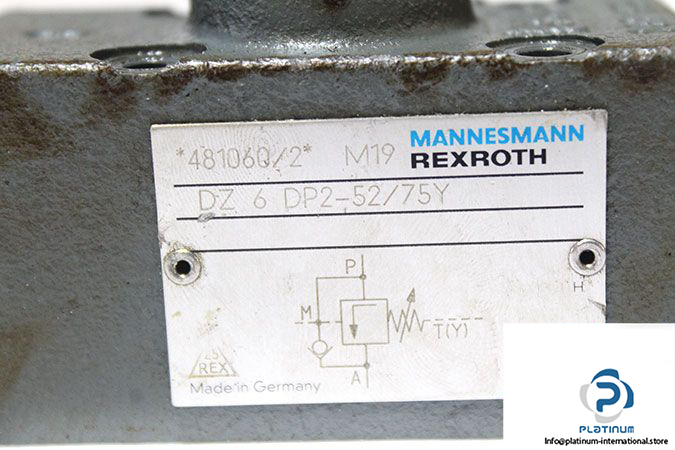 *481060/2* M19 MANNESMANN
REXROTH
DZ 6 DP2-52/75Y
P
M
T(Y)
A
H
25
REX
Made in Germany
PLATINUM
Info@platinum-international.store